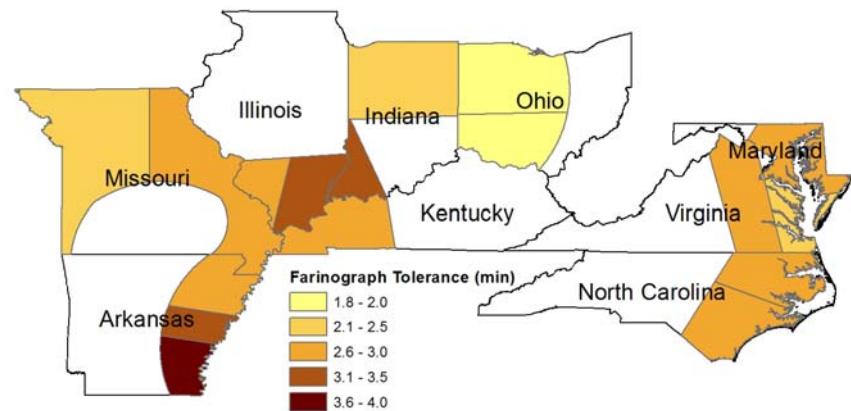 Illinois
Indiana
Ohio
Missouri
Maryland
Kentucky
Virginia
Arkansas
North Carolina
Farinograph Tolerance (min)
1.8 - 2.0
2.1 - 2.5
2.6 - 3.0
3.1 - 3.5
3.6 - 4.0